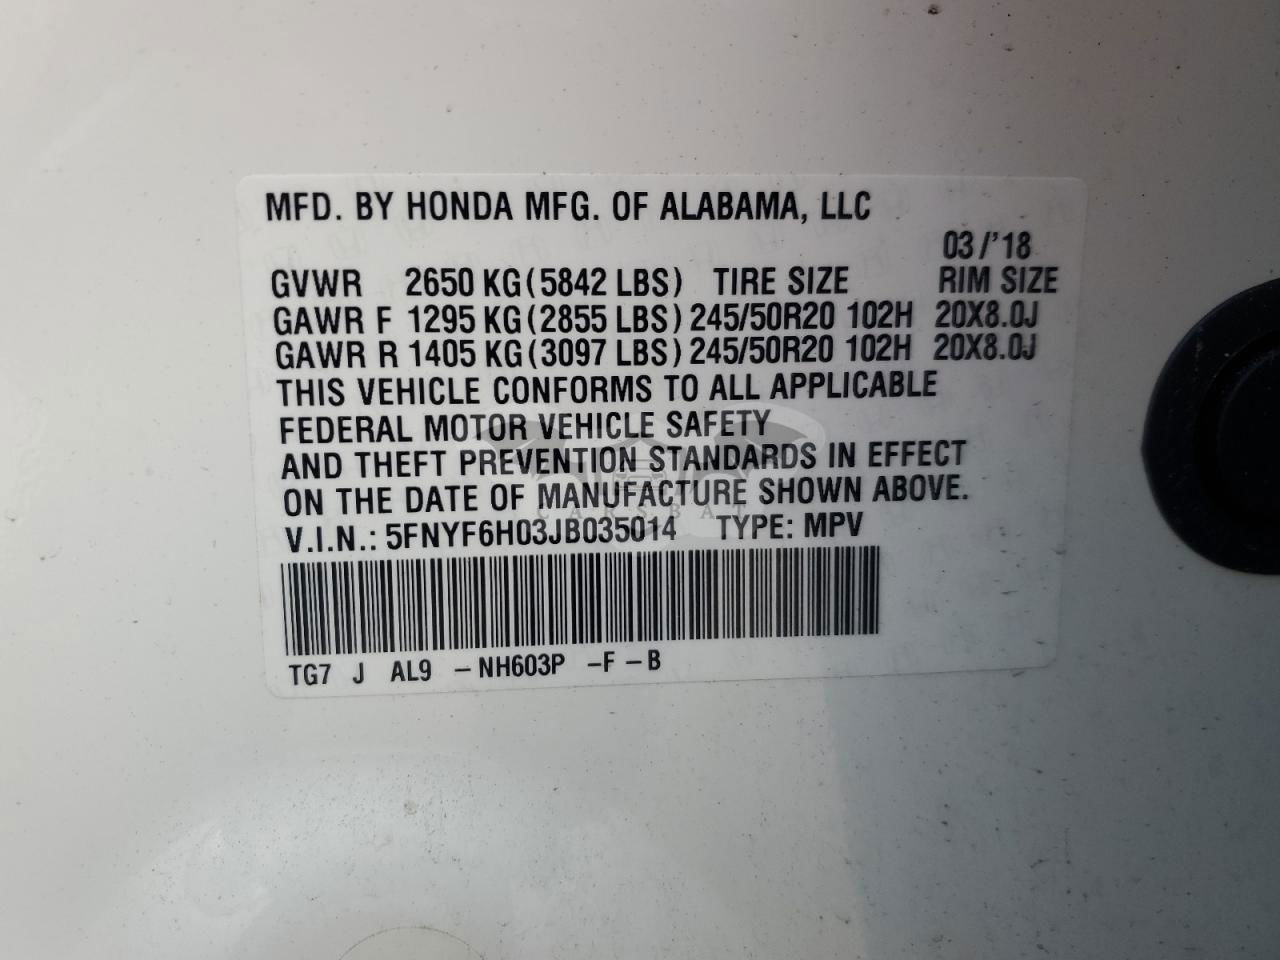 MFD. BY HONDA MFG. OF ALABAMA, LLC
03/'18
GVWR 2650 KG(5842 LBS) TIRE SIZE RIM SIZE
GAWR F 1295 KG(2855 LBS) 245/50R20 102H 20X8.0J
GAWR R 1405 KG(3097 LBS) 245/50R20 102H 20X8.0J
THIS VEHICLE CONFORMS TO ALL APPLICABLE
FEDERAL MOTOR VEHICLE SAFETY
AND THEFT PREVENTION STANDARDS IN EFFECT
ON THE DATE OF MANUFACTURE SHOWN ABOVE.
CARSBAT
V.I.N.: 5FNYF6H03JB035014 TYPE: MPV
TG7 J AL9 -NH603P -F-B